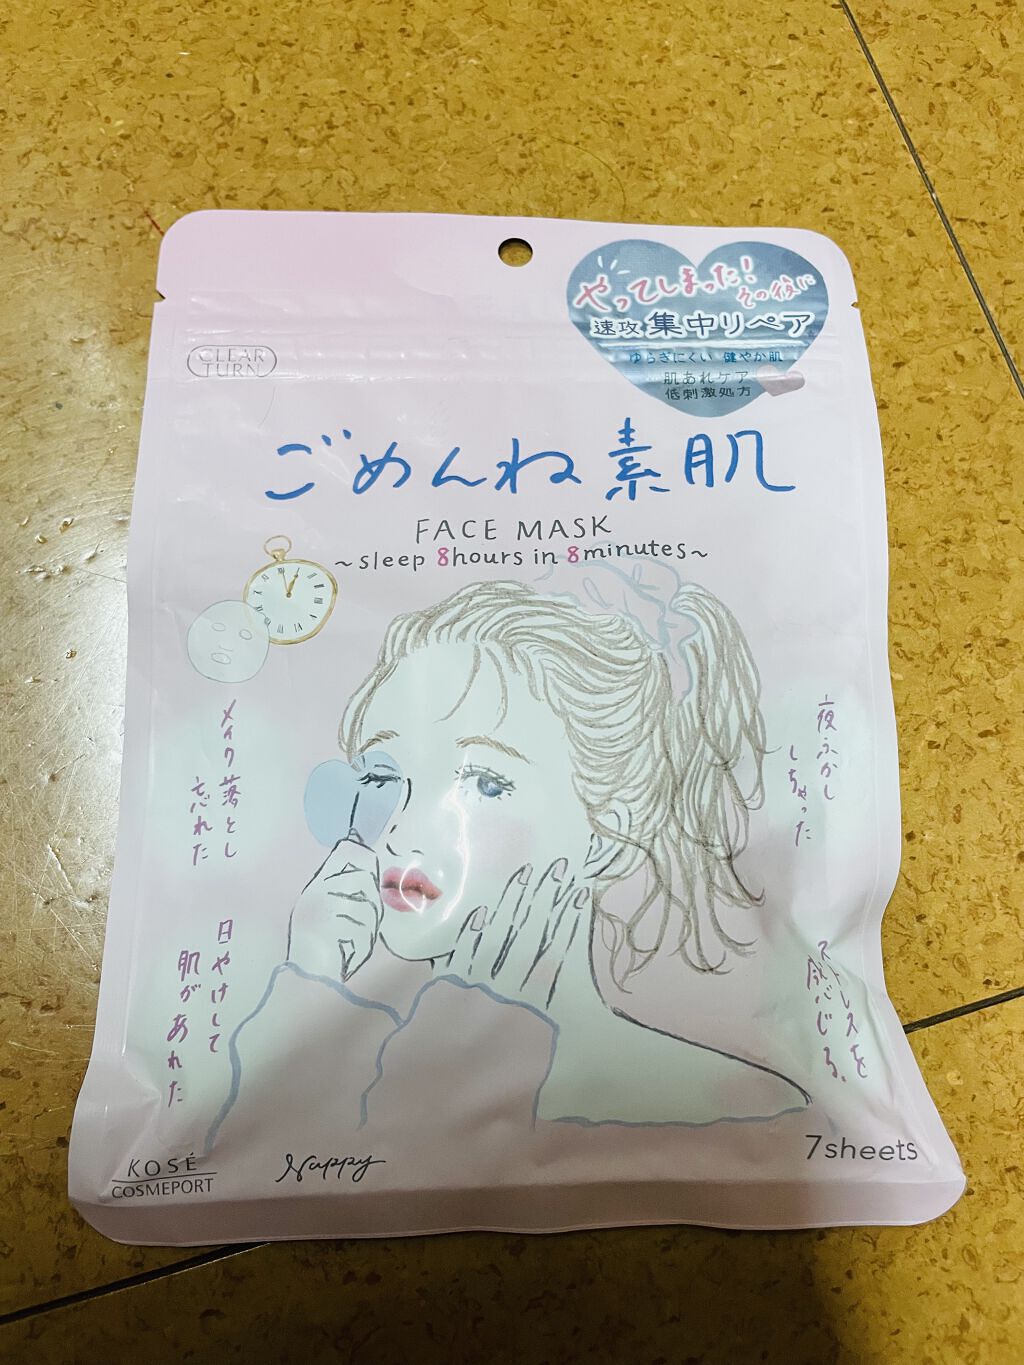 やってしまった！
その後に
速攻 集中リペア
ゆらぎにくい 健やか肌
肌あれケア
低刺激処方
CLEAR
TURN
ごめんね素肌
FACE MASK
~sleep 8hours in 8minutes~
メイク落とし
忘れた
夜ふかし
しちゃった
日やけして
肌があれた
ストレスを
感じる。
7sheets
KOSÉ
COSMEPORT
Nappy